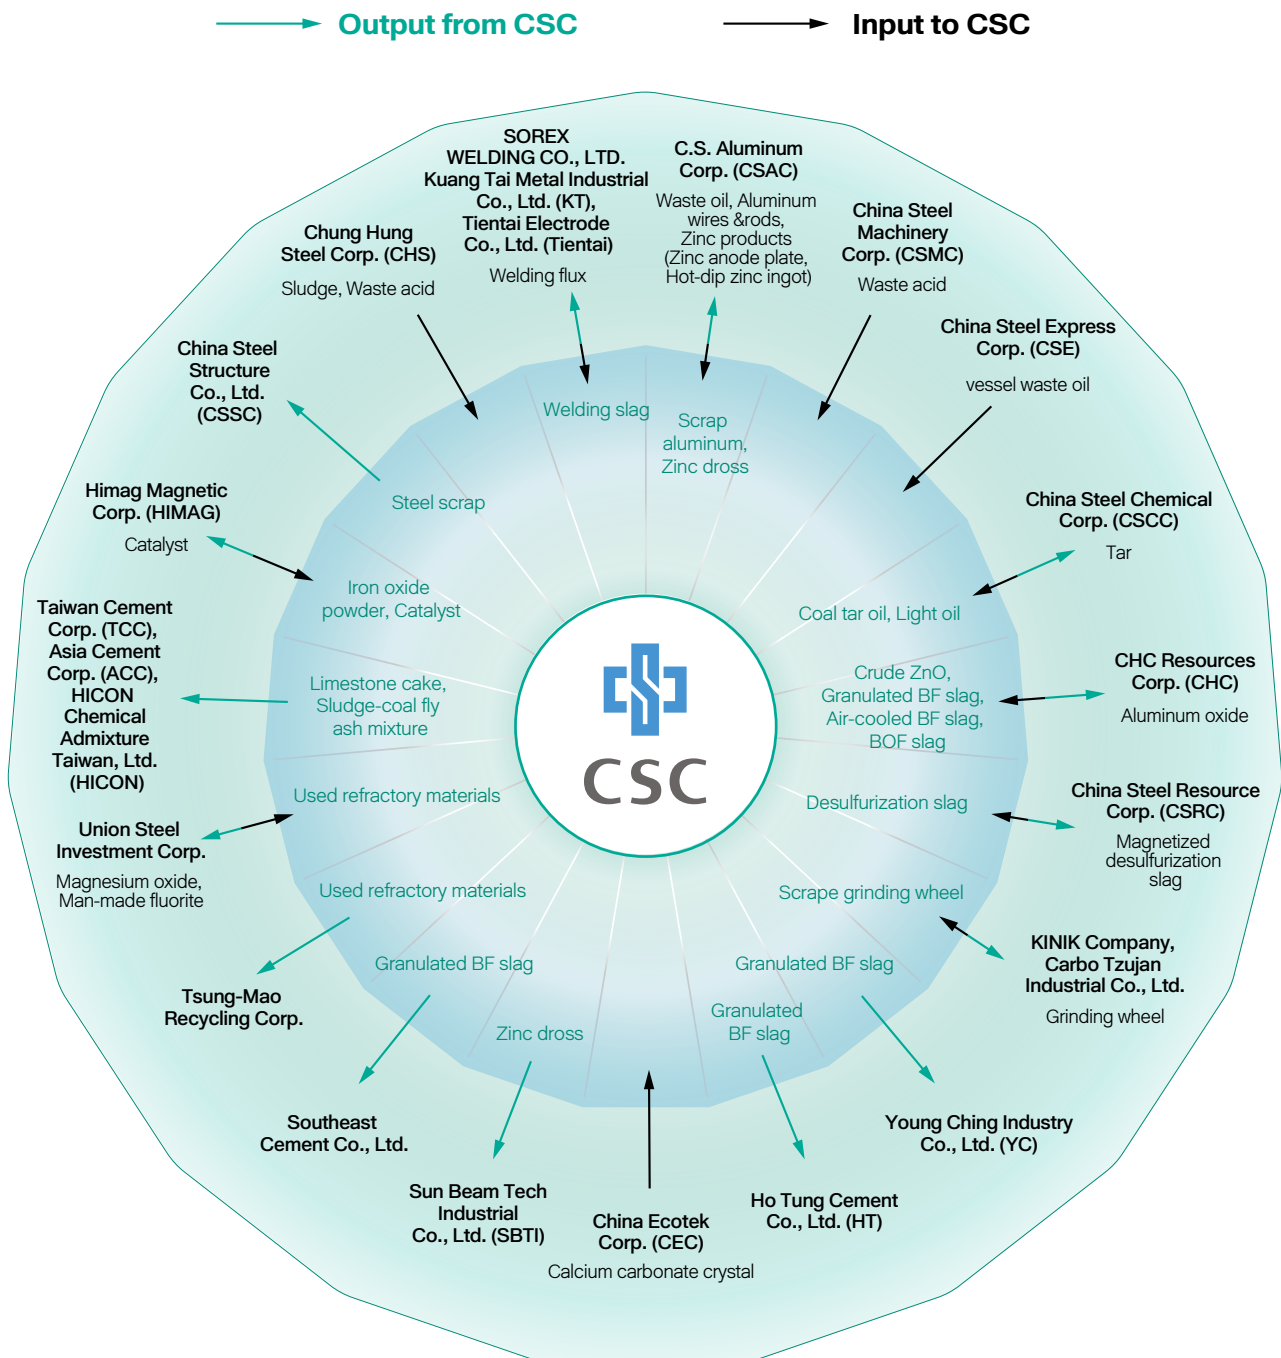 Output from CSC
Input to CSC
SOREX
WELDING CO., LTD.
Kuang Tai Metal Industrial
Co., Ltd. (KT),
Tientai Electrode
Co., Ltd. (Tientai)
Welding flux
Welding slag
C.S. Aluminum
Corp. (CSAC)
Waste oil, Aluminum
wires &rods,
Zinc products
(Zinc anode plate,
Hot-dip zinc ingot)
Scrap
aluminum,
Zinc dross
China Steel
Machinery
Corp. (CSMC)
Waste acid
China Steel Express
Corp. (CSE)
vessel waste oil
China Steel Chemical
Corp. (CSCC)
Tar
Coal tar oil, Light oil
CHC Resources
Corp. (CHC)
Aluminum oxide
Crude ZnO,
Granulated BF slag,
Air-cooled BF slag,
BOF slag
China Steel Resource
Corp. (CSRC)
Magnetized
desulfurization
slag
Desulfurization slag
KINIK Company,
Carbo Tzujan
Industrial Co., Ltd.
Grinding wheel
Scrape grinding wheel
Young Ching Industry
Co., Ltd. (YC)
Granulated BF slag
Ho Tung Cement
Co., Ltd. (HT)
Granulated
BF slag
China Ecotek
Corp. (CEC)
Calcium carbonate crystal
Sun Beam Tech
Industrial
Co., Ltd. (SBTI)
Zinc dross
Southeast
Cement Co., Ltd.
Granulated BF slag
Tsung-Mao
Recycling Corp.
Used refractory materials
Union Steel
Investment Corp.
Magnesium oxide,
Man-made fluorite
Used refractory materials
Taiwan Cement
Corp. (TCC),
Asia Cement
Corp. (ACC),
HICON
Chemical
Admixture
Taiwan, Ltd.
(HICON)
Limestone cake,
Sludge-coal fly
ash mixture
Himag Magnetic
Corp. (HIMAG)
Catalyst
Iron oxide
powder, Catalyst
China Steel
Structure
Co., Ltd.
(CSSC)
Steel scrap
Chung Hung
Steel Corp. (CHS)
Sludge, Waste acid
CSC